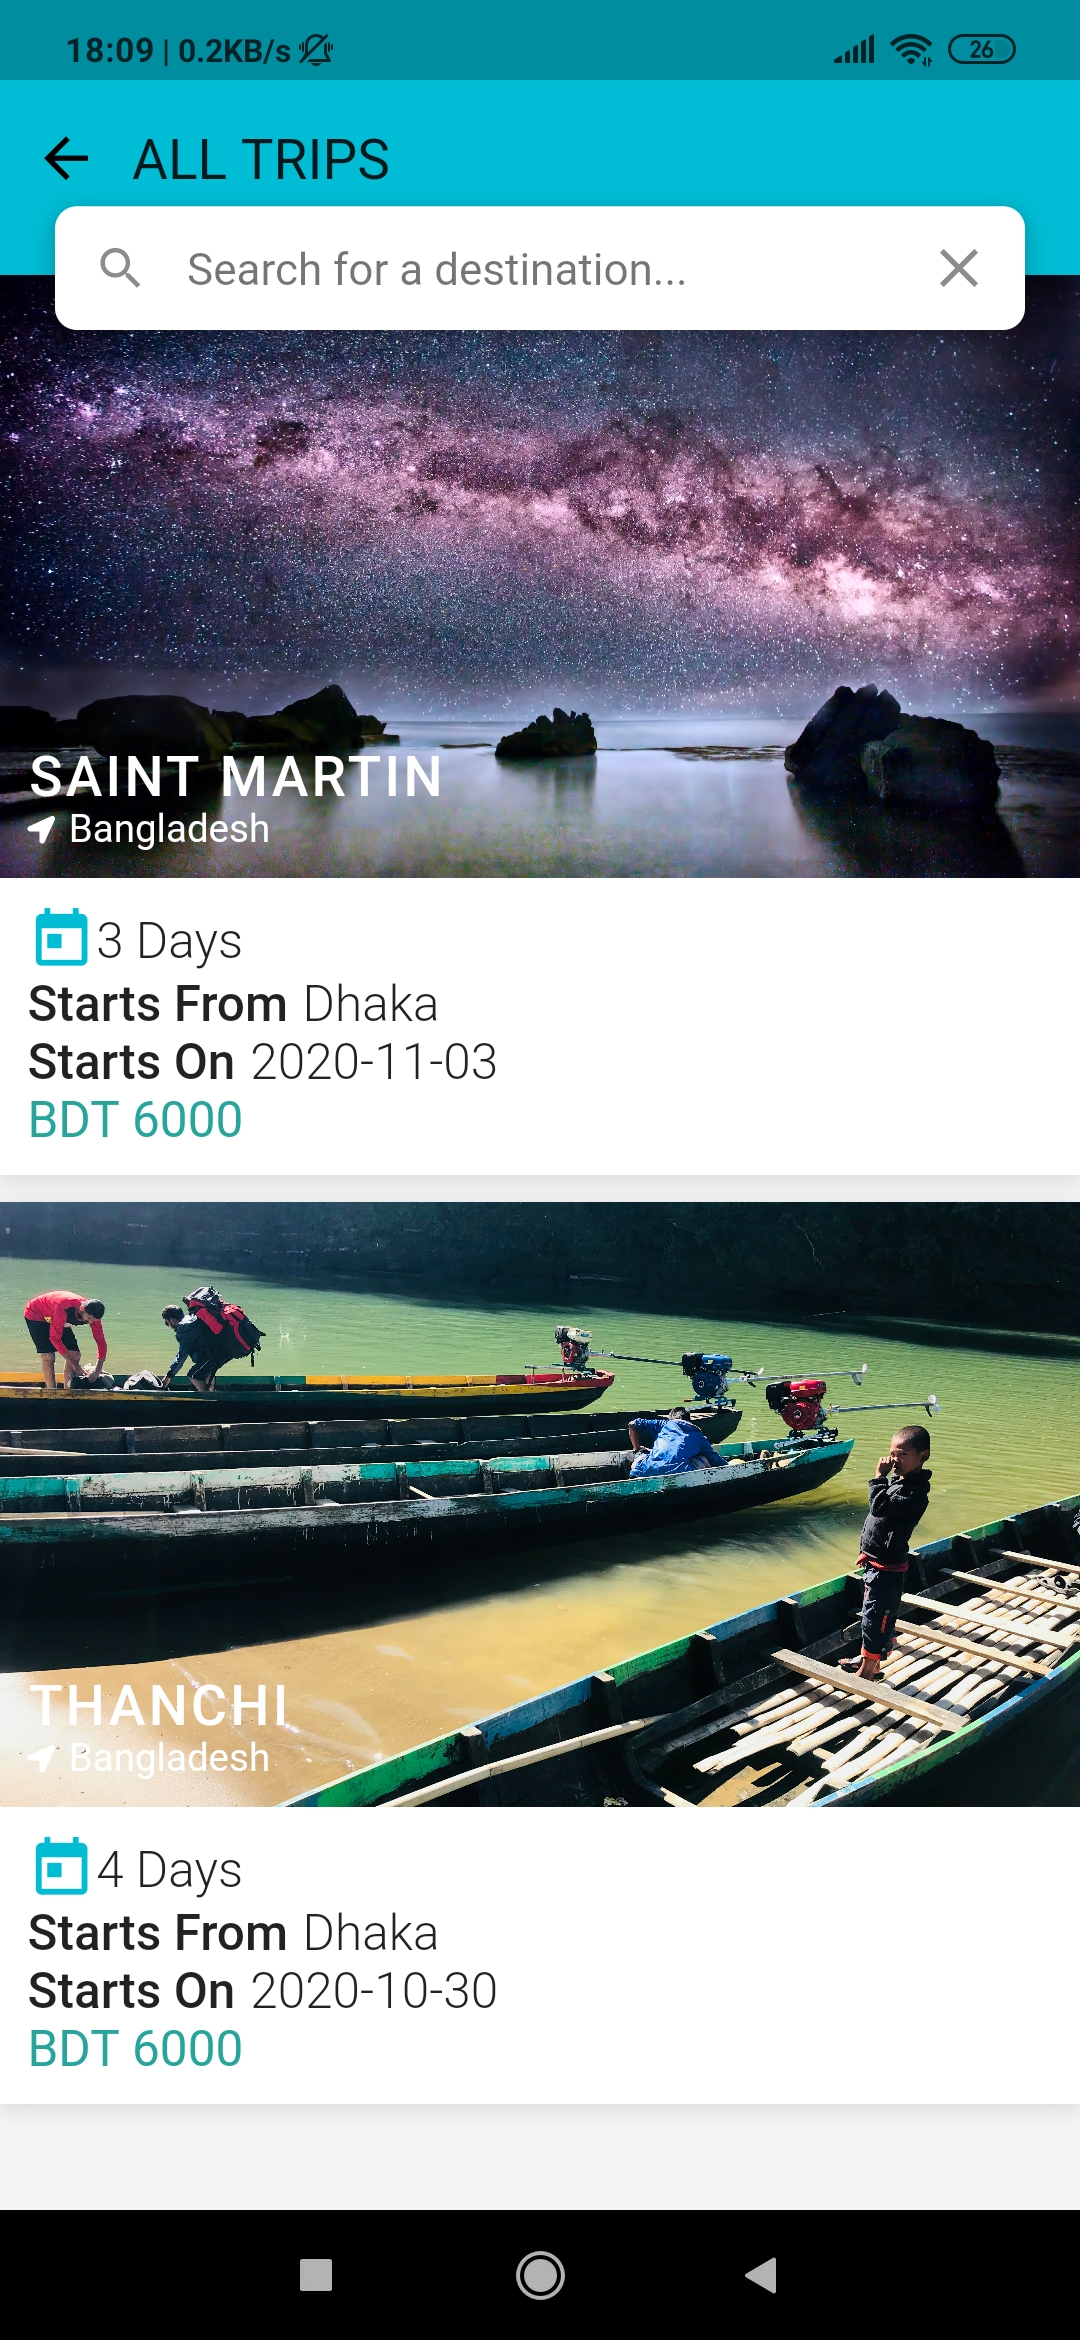 18:09 | 0.2KB/s 26
ALL TRIPS
Search for a destination...
SAINT MARTIN
Bangladesh
3 Days
Starts From Dhaka
Starts On 2020-11-03
BDT 6000
THANCHI
Bangladesh
4 Days
Starts From Dhaka
Starts On 2020-10-30
BDT 6000